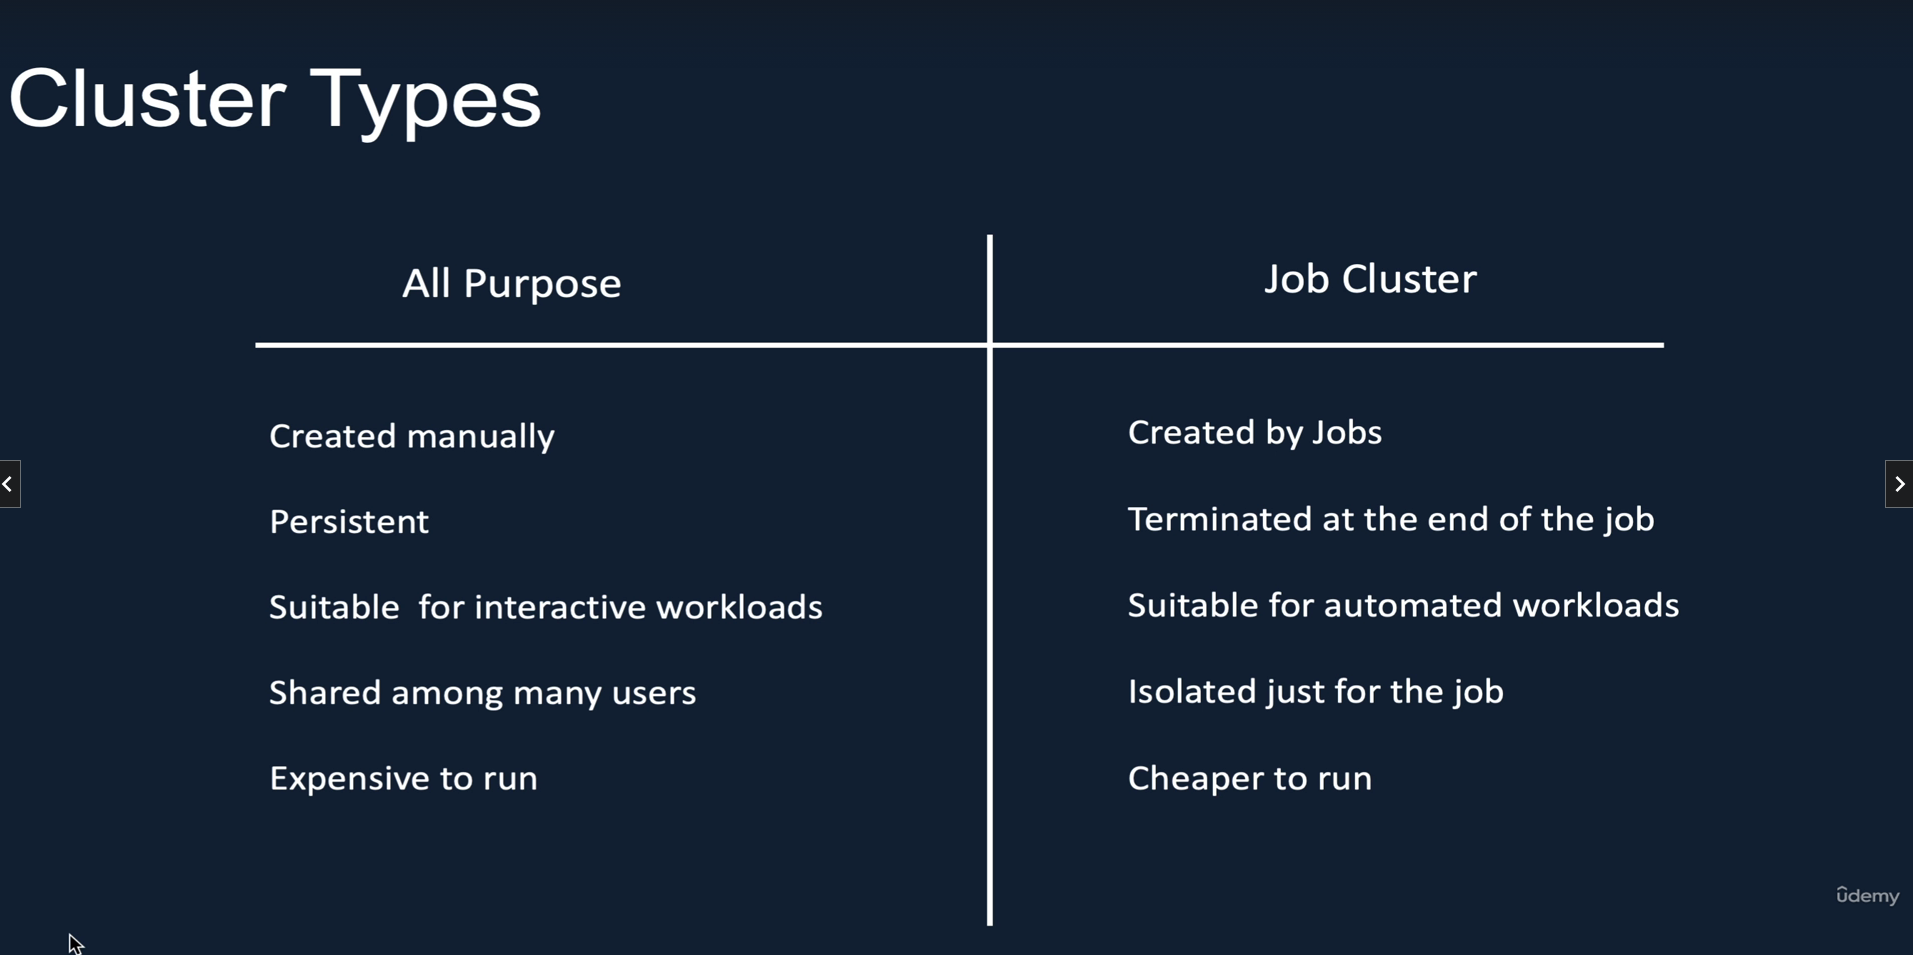 Cluster Types
All Purpose
Job Cluster
Created manually
Created by Jobs
Persistent
Terminated at the end of the job
Suitable  for interactive workloads
Suitable for automated workloads
Shared among many users
Isolated just for the job
Expensive to run
Cheaper to run
ûdemy